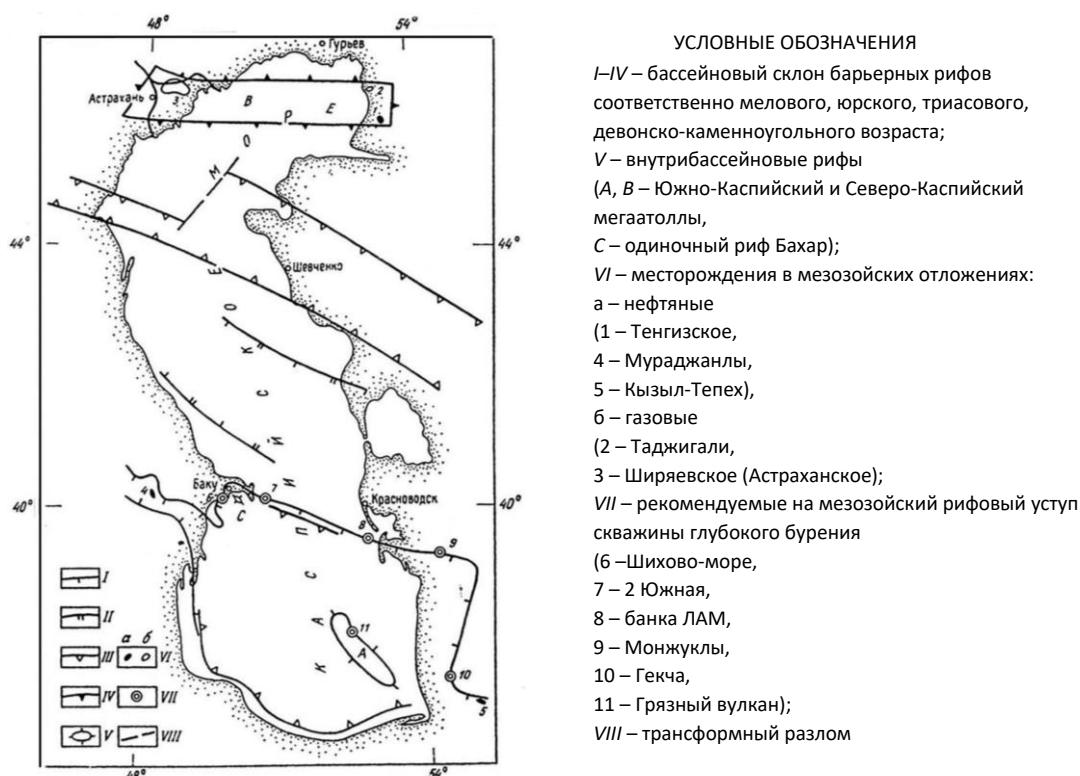 48°
54°
Гурьев
Астрахань
3
В
Р
Е
2
1
О
М
44°
44°
Шевченко
Е
О
К
С
Й
И
Баку
7
Красноводск
40°
40°
4
6
С
8
9
П
С
А
К
11
А
10
5
I
II
III
а б
VI
IV
VII
V
VIII
48°
54°
УСЛОВНЫЕ ОБОЗНАЧЕНИЯ
I–IV – бассейновый склон барьерных рифов
соответственно мелового, юрского, триасового,
девонско-каменноугольного возраста;
V – внутрибассейновые рифы
(А, В – Южно-Каспийский и Северо-Каспийский
мегаатоллы,
С – одиночный риф Бахар);
VI – месторождения в мезозойских отложениях:
а – нефтяные
(1 – Тенгизское,
4 – Мураджанлы,
5 – Кызыл-Тепех),
б – газовые
(2 – Таджигали,
3 – Ширяевское (Астраханское);
VII – рекомендуемые на мезозойский рифовый уступ
скважины глубокого бурения
(6 –Шихово-море,
7 – 2 Южная,
8 – банка ЛАМ,
9 – Монжуклы,
10 – Гекча,
11 – Грязный вулкан);
VIII – трансформный разлом